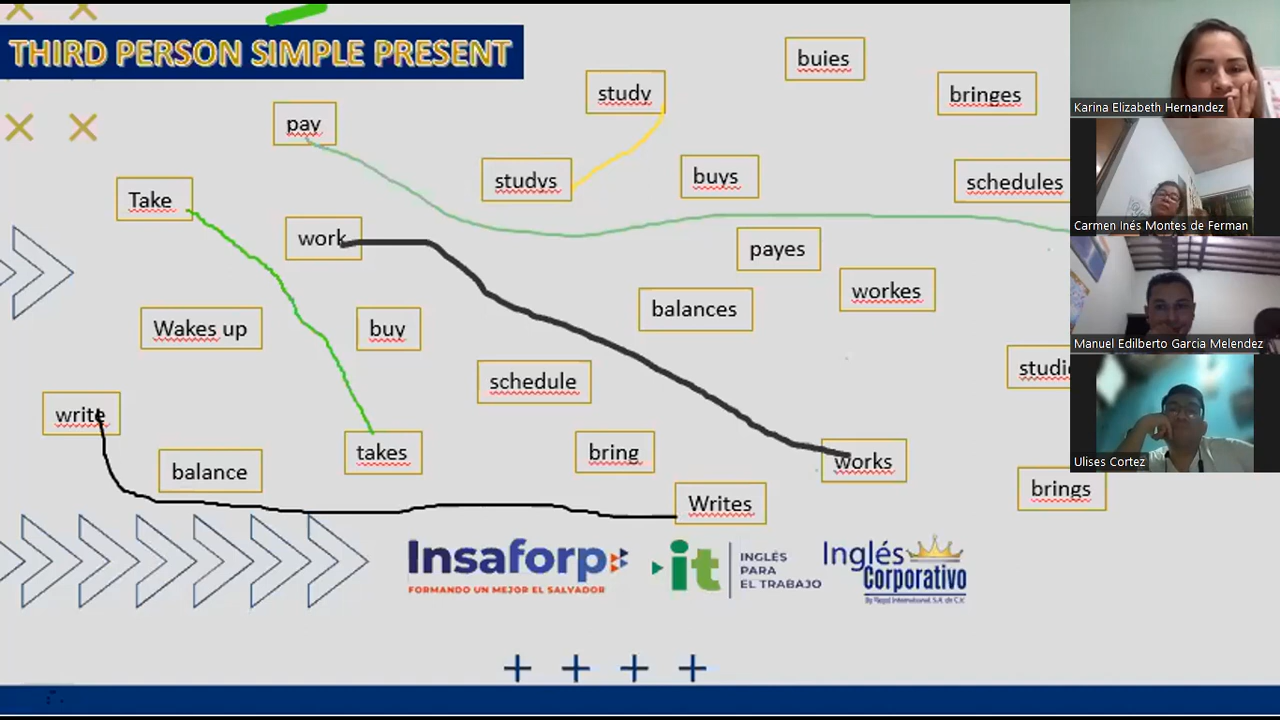 THIRD PERSON SIMPLE PRESENT
buies
study
bringes
pay
studys
buys
schedules
Take
work
payes
workes
balances
Wakes up
buy
schedule
write
takes
bring
works
balance
Writes
brings
Insaforp
FORMANDO UN MEJOR EL SALVADOR
it
INGLÉS
PARA
EL TRABAJO
Inglés
Corporativo
Karina Elizabeth Hernandez
Carmen Inés Montes de Ferman
Manuel Edilberto Garcia Melendez
Ulises Cortez